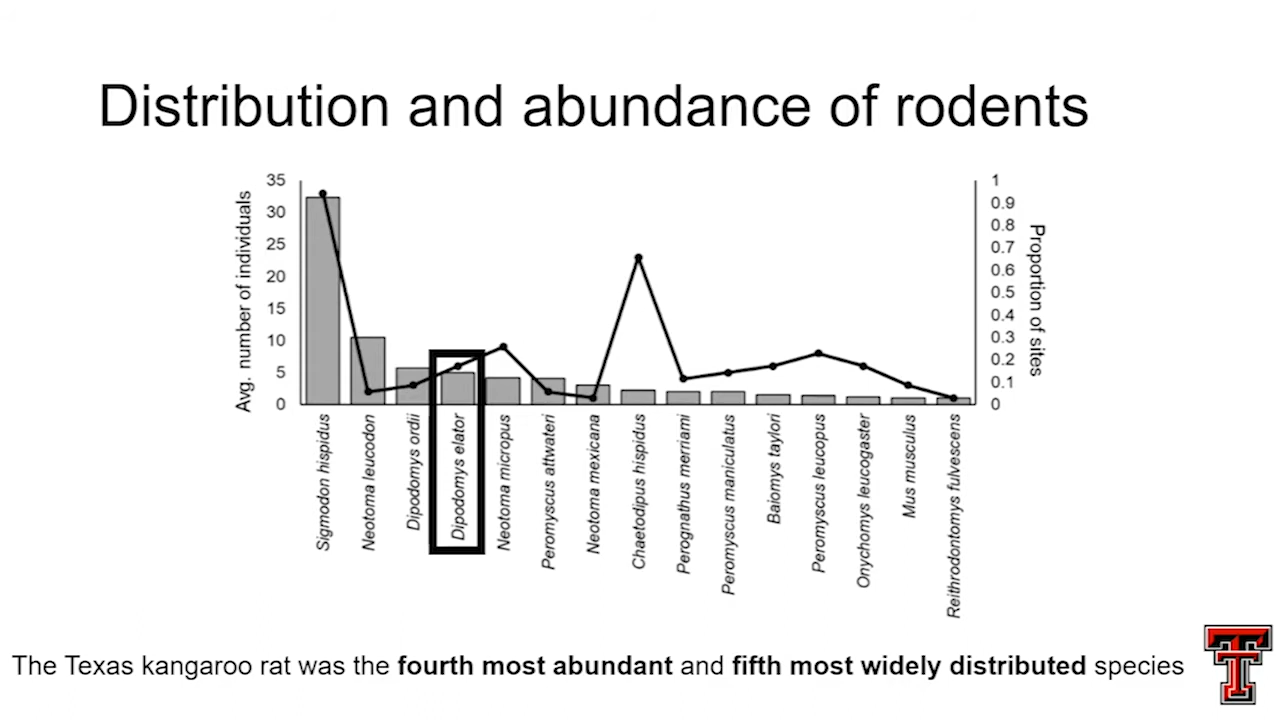 Distribution and abundance of rodents
Avg. number of individuals
35
30
25
20
15
10
5
0
1
0.9
0.8
0.7
0.6
0.5
0.4
0.3
0.2
0.1
0
Proportion of sites
Sigmodon hispidus
Neotoma leucodon
Dipodomys ordii
Dipodomys elator
Neotoma micropus
Peromyscus attwateri
Neotoma mexicana
Chaetodipus hispidus
Perognathus merriami
Peromyscus maniculatus
Baiomys taylori
Peromyscus leucopus
Onychomys leucogaster
Mus musculus
Reithrodontomys fulvescens
The Texas kangaroo rat was the fourth most abundant and fifth most widely distributed species